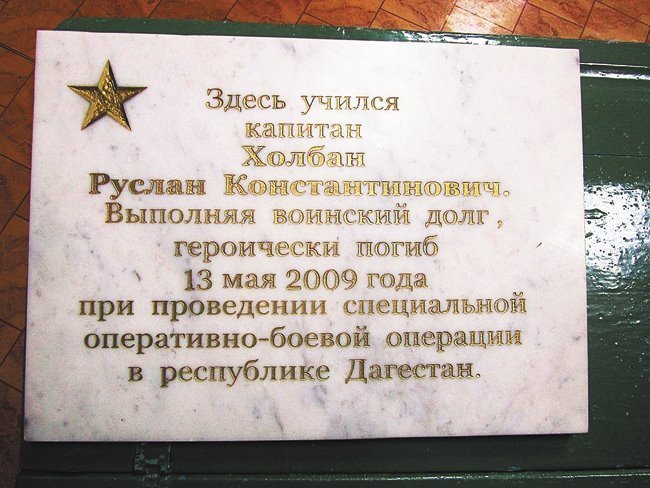 Здесь учился
капитан
Холбан
Руслан Константинович.
Выполняя воинский долг,
героически погиб
13 мая 2009 года
при проведении специальной
оперативно-боевой операции
в республике Дагестан.